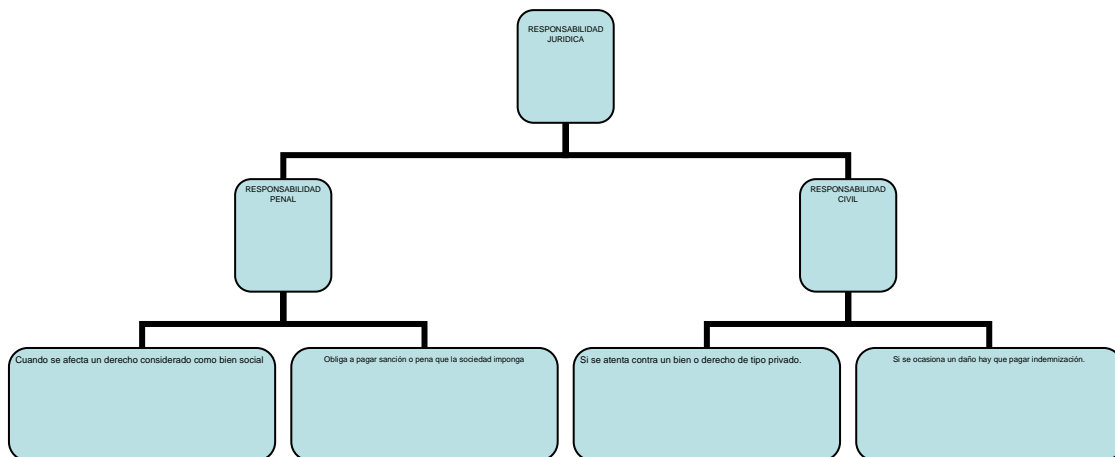 RESPONSABILIDAD
JURIDICA
RESPONSABILIDAD
PENAL
RESPONSABILIDAD
CIVIL
Cuando se afecta un derecho considerado como bien social
Obliga a pagar sanción o pena que la sociedad imponga
Si se atenta contra un bien o derecho de tipo privado.
Si se ocasiona un daño hay que pagar indemnización.